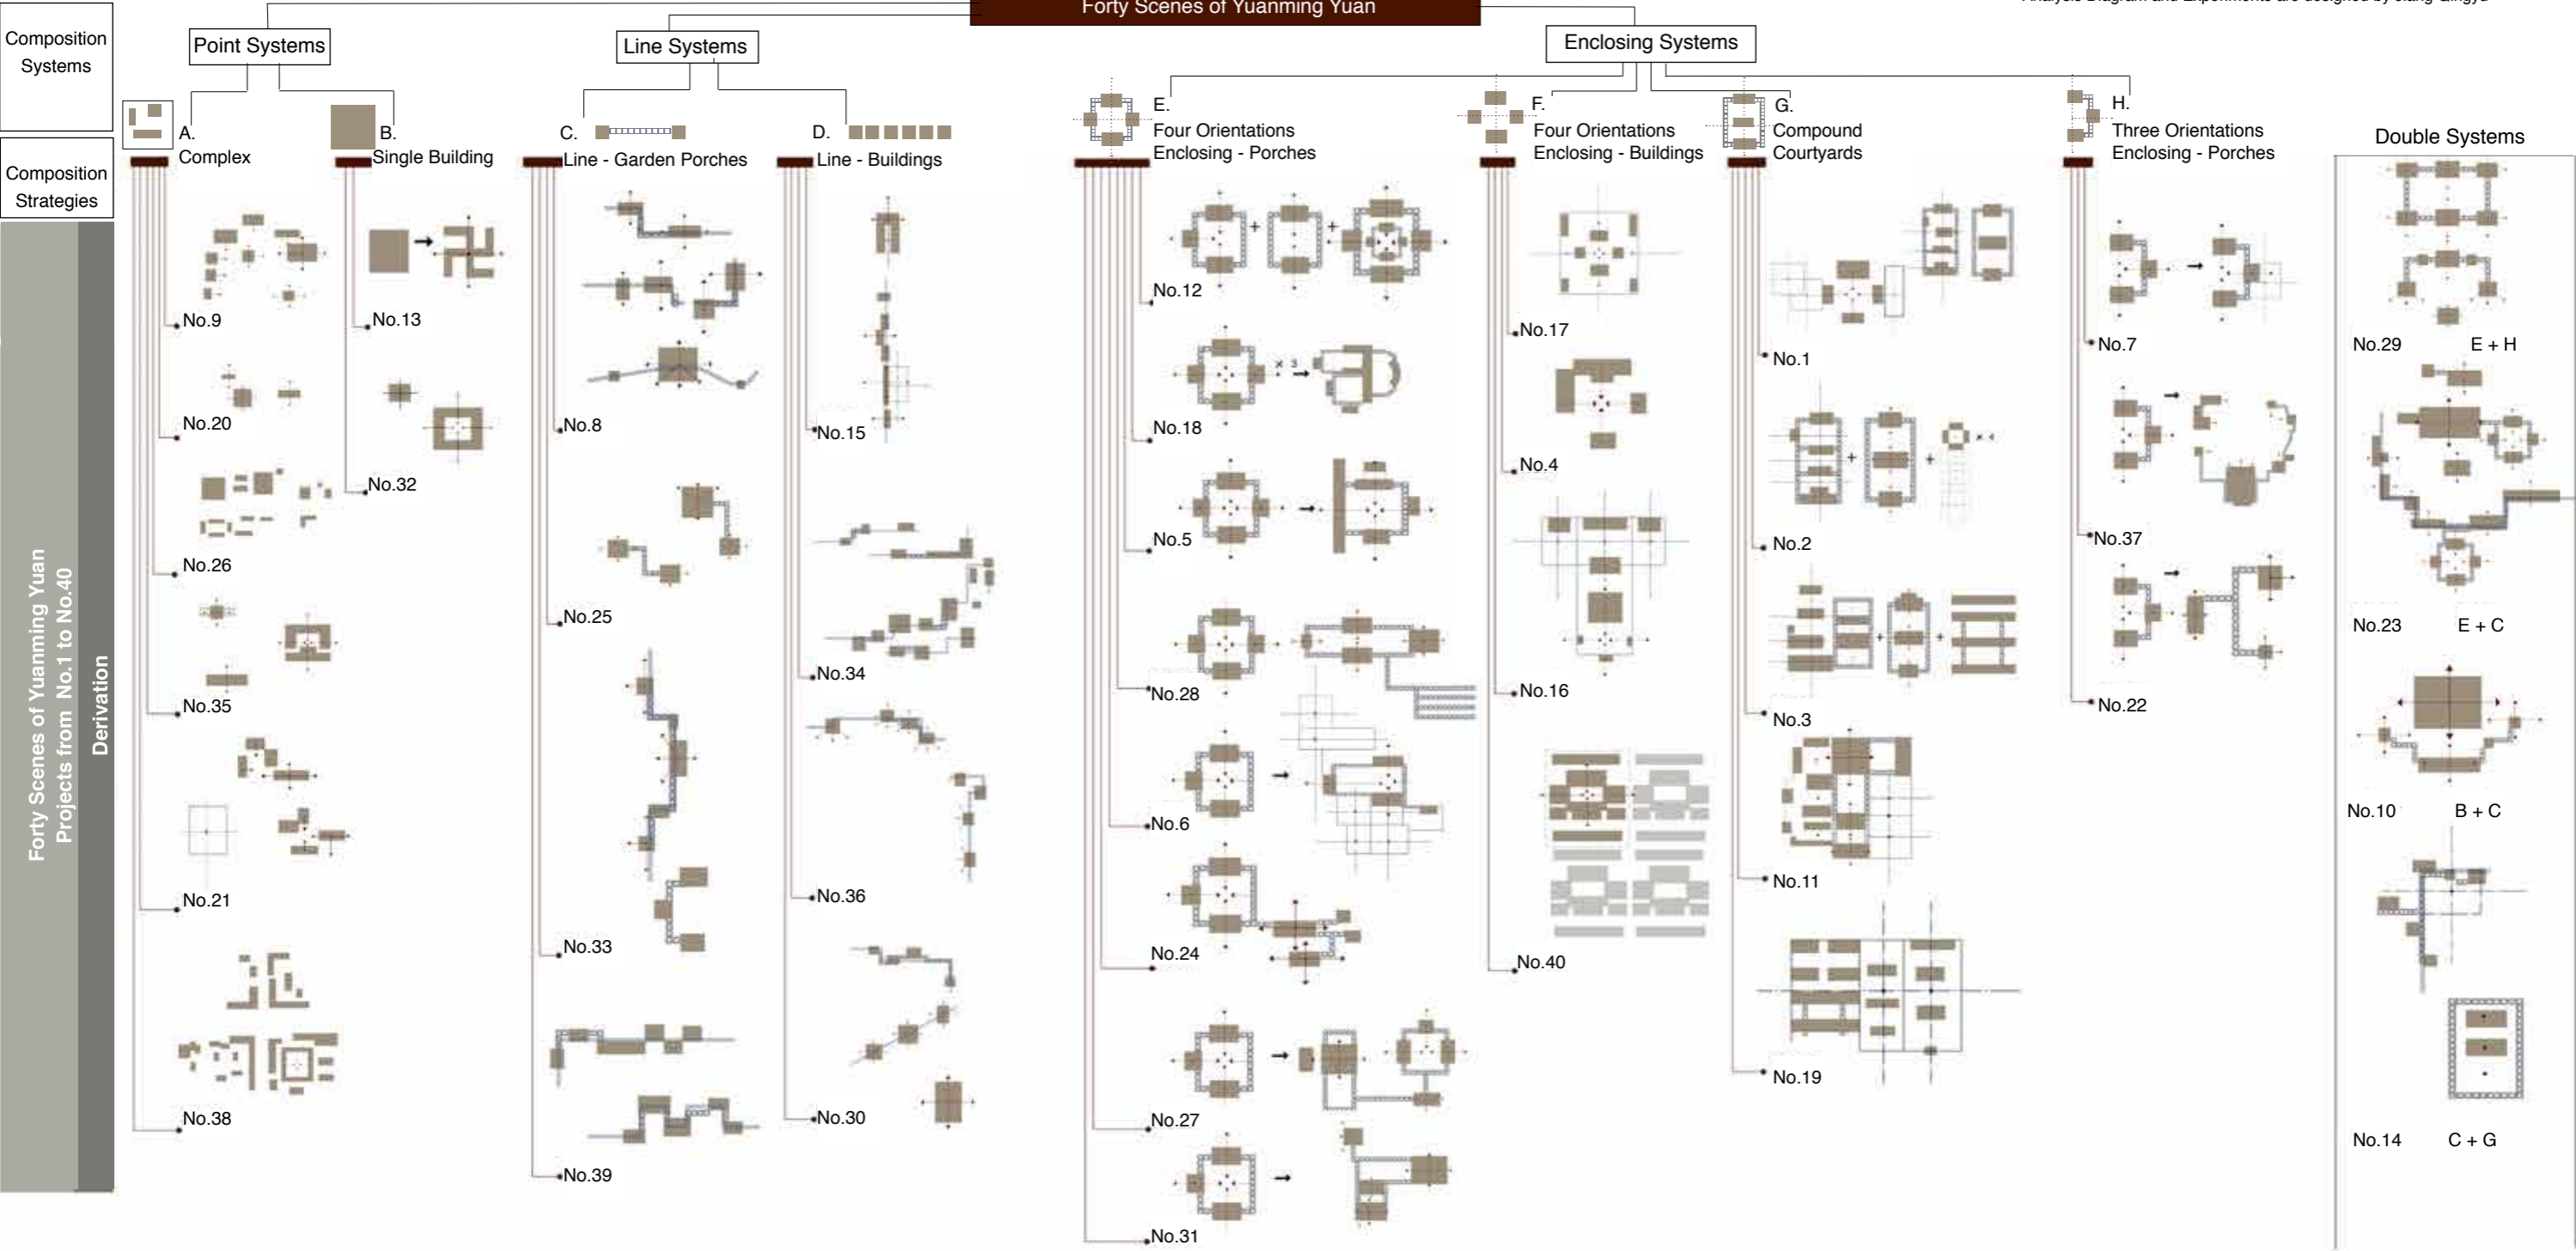 Forty Scenes of Yuanming Yuan
Composition
Systems
Point Systems
Line Systems
Enclosing Systems
A.
Complex
B.
Single Building
C.
Line - Garden Porches
D.
Line - Buildings
E.
Four Orientations
Enclosing - Porches
F.
Four Orientations
Enclosing - Buildings
G.
Compound
Courtyards
H.
Three Orientations
Enclosing - Porches
Double Systems
Composition
Strategies
Forty Scenes of Yuanming Yuan
Projects from No.1 to No.40
Derivation
No.9
No.20
No.26
No.35
No.21
No.38
No.13
No.32
No.8
No.25
No.33
No.39
No.15
No.34
No.36
No.30
+
+
No.12
× 3
No.18
No.5
No.28
No.6
No.24
No.27
No.31
No.17
No.4
No.16
No.40
No.1
+
+
× 4
No.2
+
+
No.3
No.11
No.19
No.7
No.37
No.22
No.29 E + H
No.23 E + C
No.10 B + C
No.14 C + G